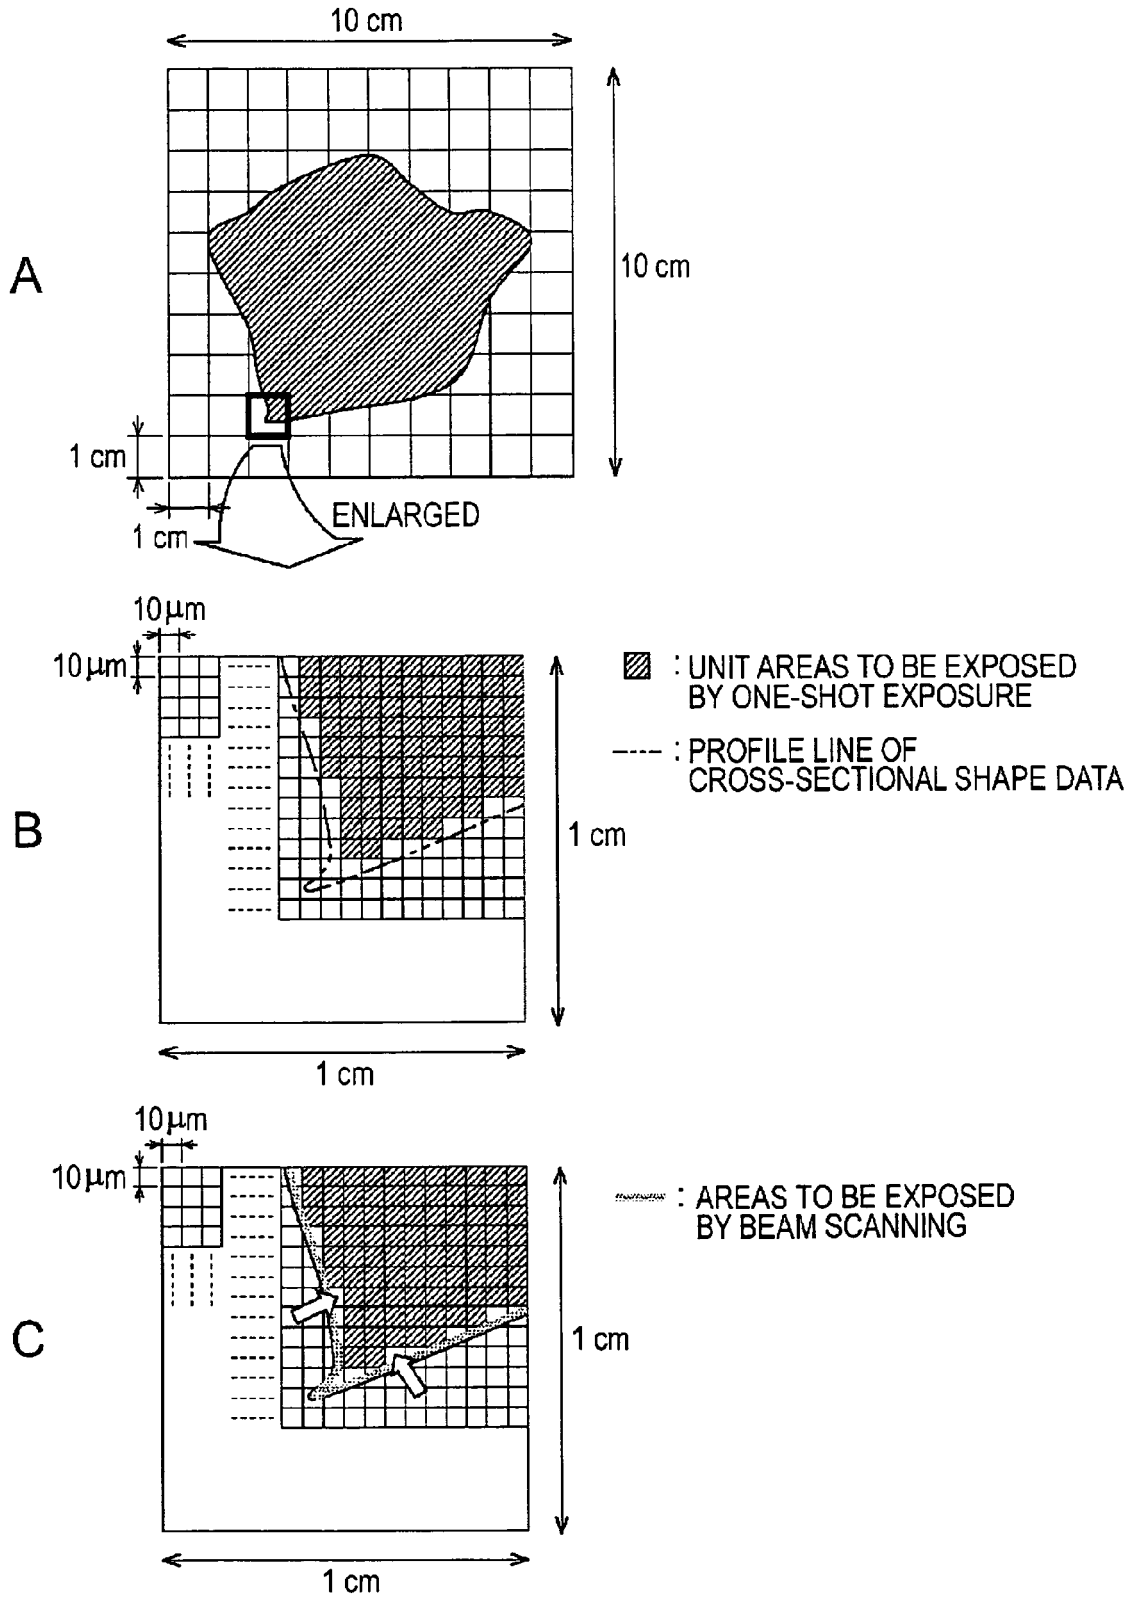 10 cm
A
10 cm
1 cm
1 cm
ENLARGED
10 μm
10 μm
: UNIT AREAS TO BE EXPOSED
BY ONE-SHOT EXPOSURE
: PROFILE LINE OF
CROSS-SECTIONAL SHAPE DATA
B
1 cm
1 cm
10 μm
10 μm
: AREAS TO BE EXPOSED
BY BEAM SCANNING
C
1 cm
1 cm